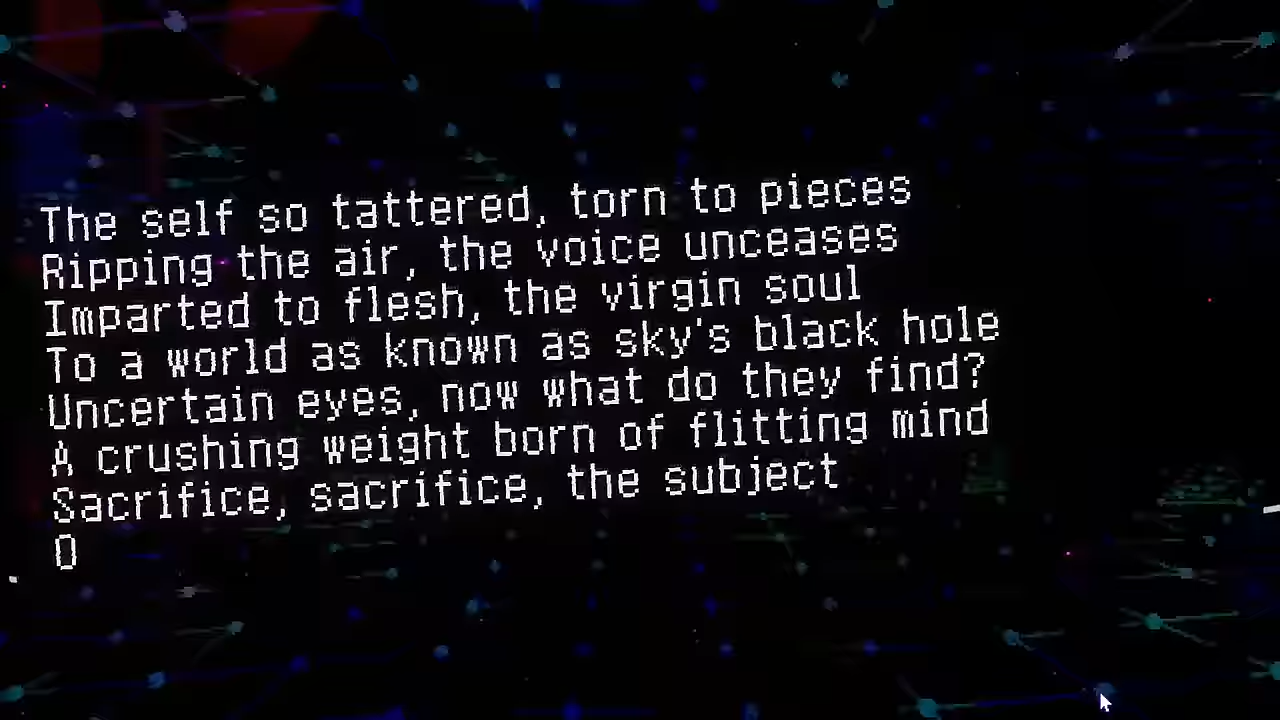 The self so tattered, torn to pieces
Ripping the air, the voice unceases
Imparted to flesh, the virgin soul
To a world as known as sky's black hole
Uncertain eyes, now what do they find?
A crushing weight born of flitting mind
Sacrifice, sacrifice, the subject
O